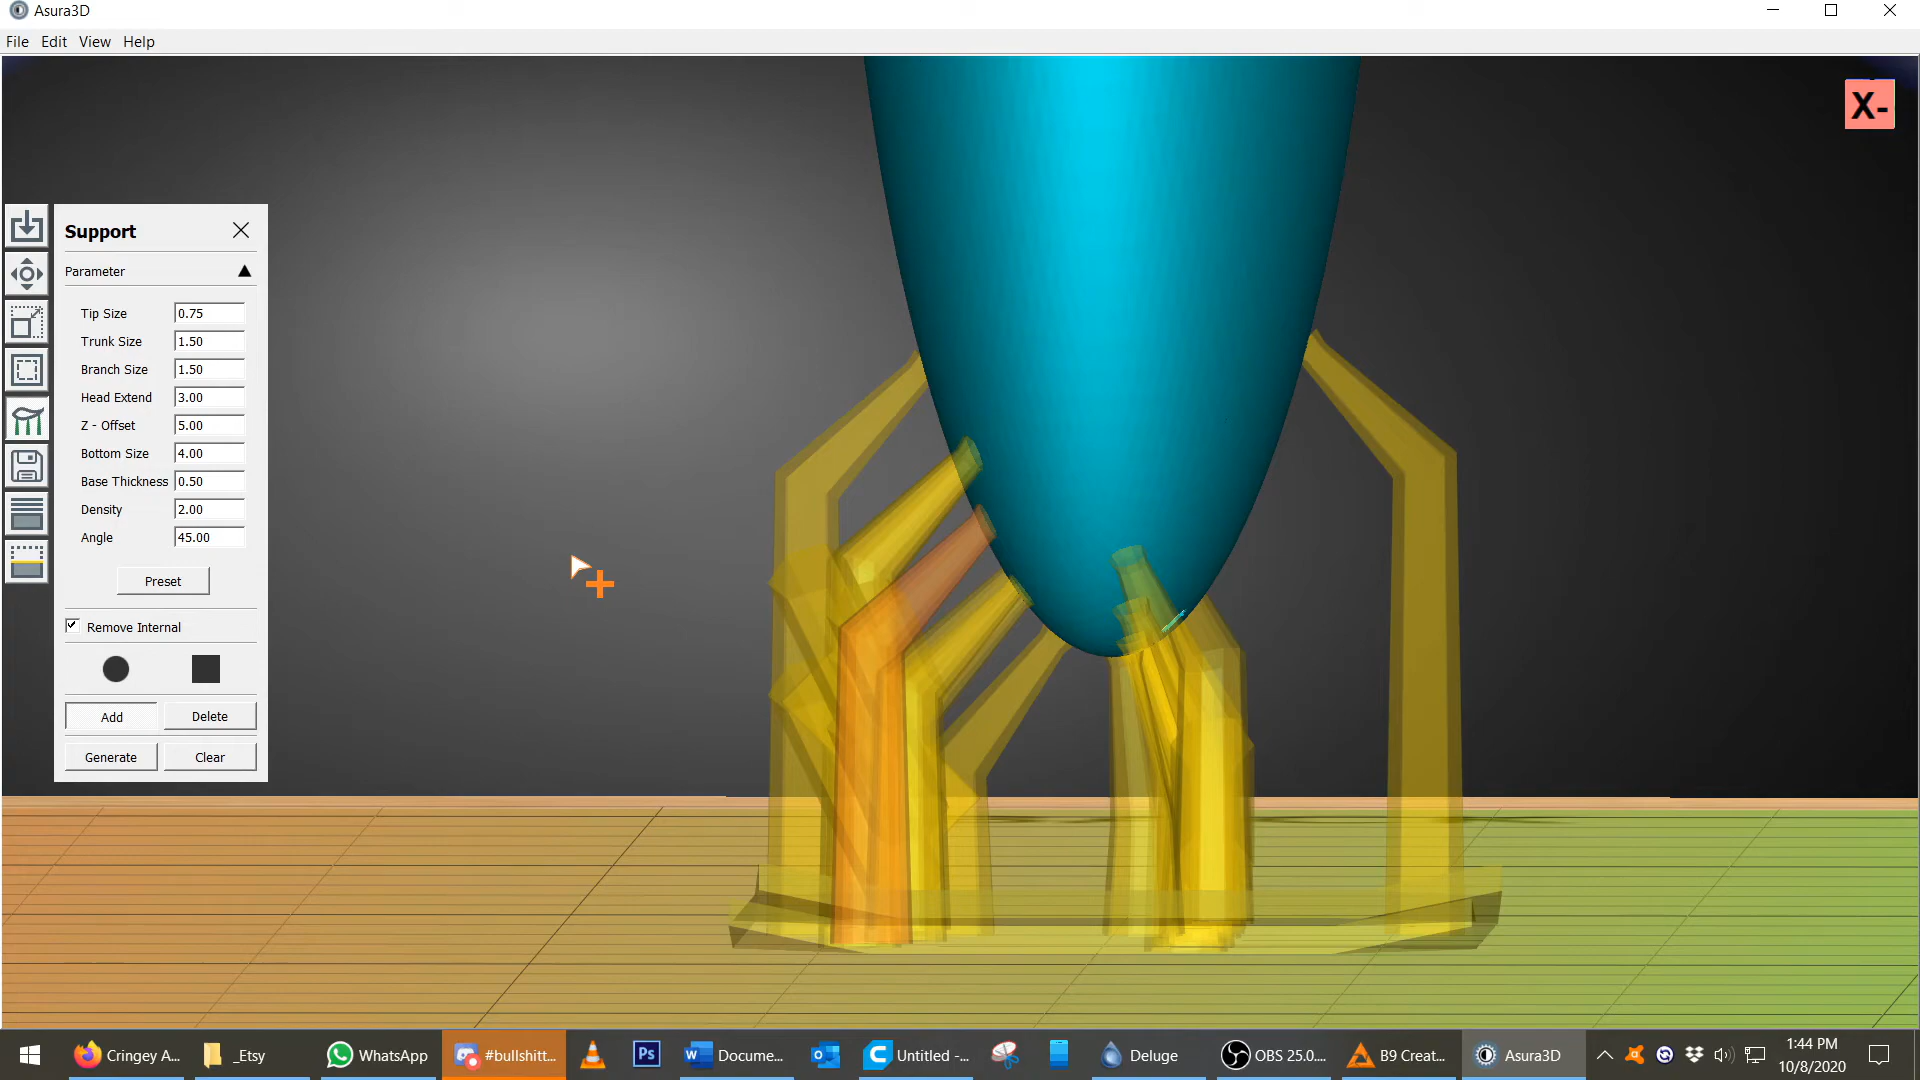 Asura3D
File Edit View Help
X-
Support
Parameter
Tip Size 0.75
Trunk Size 1.50
Branch Size 1.50
Head Extend 3.00
Z - Offset 5.00
Bottom Size 4.00
Base Thickness 0.50
Density 2.00
Angle 45.00
Preset
Remove Internal
Add Delete
Generate Clear
Cringey A... _Etsy WhatsApp #bullshitt... Ps Docume... Untitled -... Deluge OBS 25.0.... B9 Creat... Asura3D
1:44 PM
10/8/2020